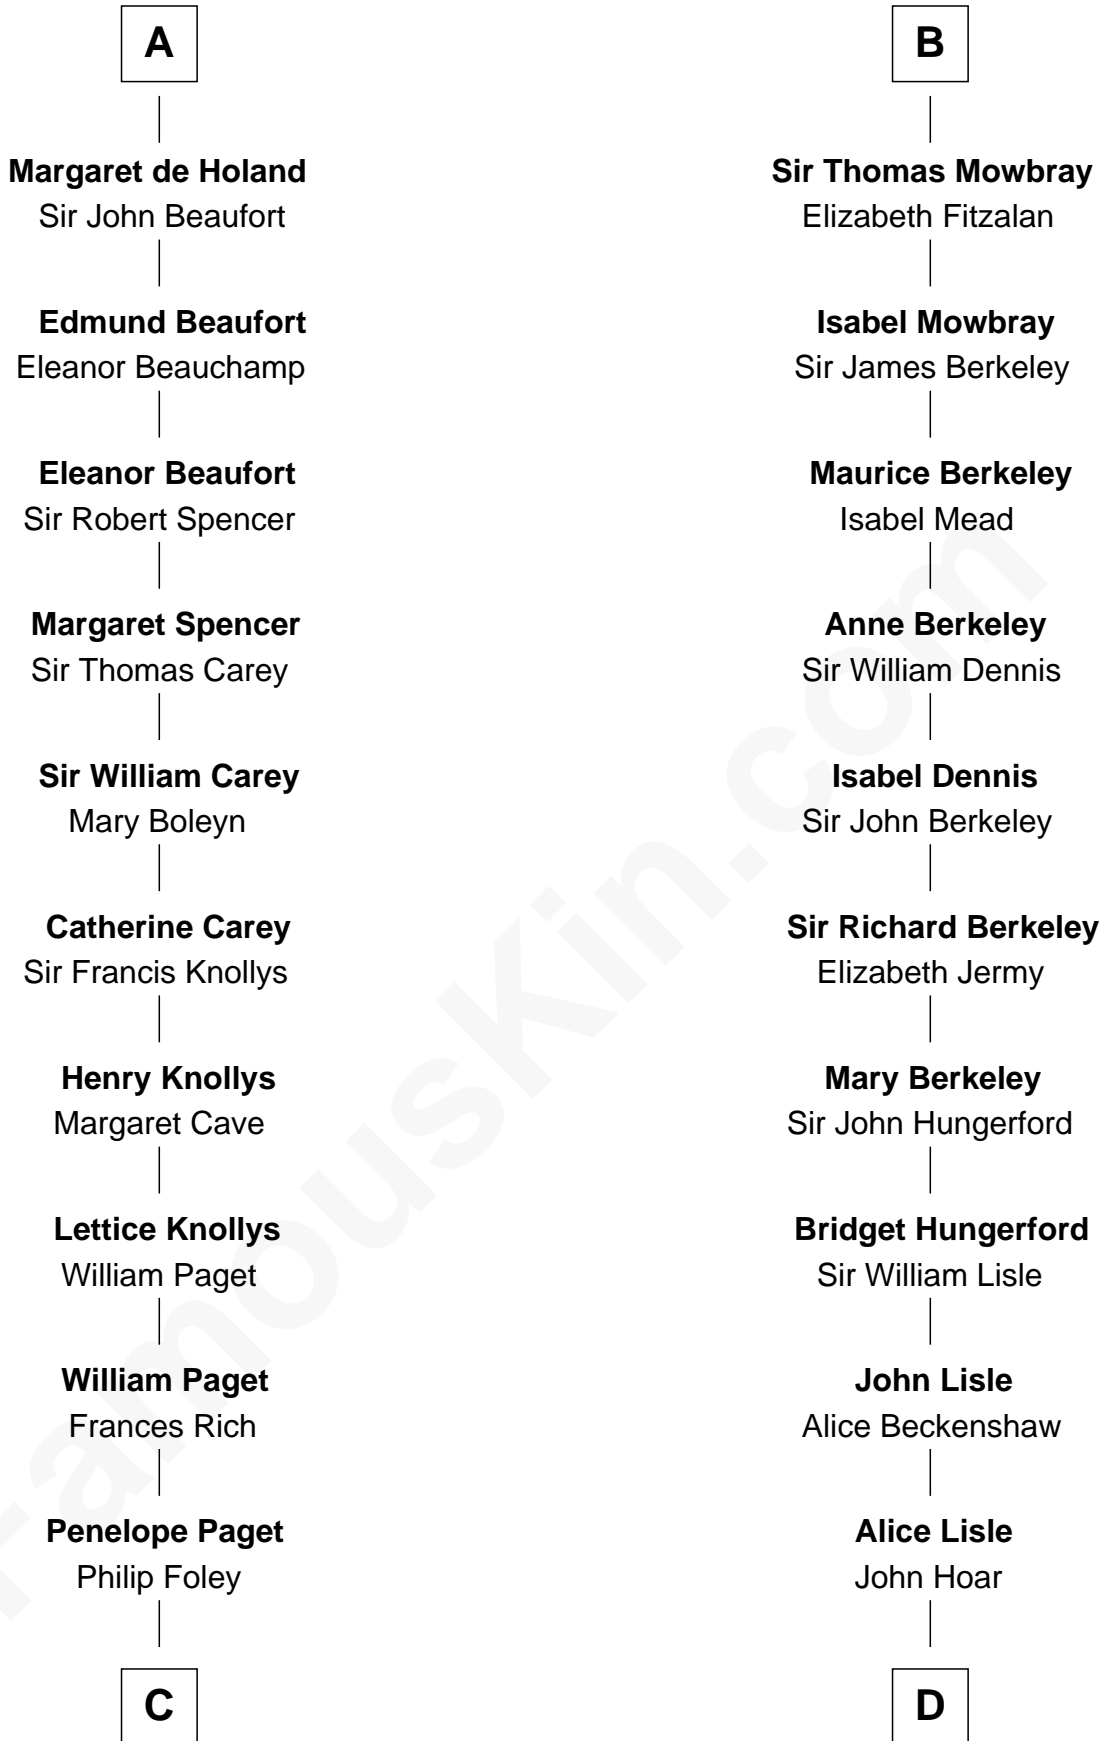 A
Margaret de Holand
Sir John Beaufort
Edmund Beaufort
Eleanor Beauchamp
Eleanor Beaufort
Sir Robert Spencer
Margaret Spencer
Sir Thomas Carey
Sir William Carey
Mary Boleyn
Catherine Carey
Sir Francis Knollys
Henry Knollys
Margaret Cave
Lettice Knollys
William Paget
William Paget
Frances Rich
Penelope Paget
Philip Foley
C
B
Sir Thomas Mowbray
Elizabeth Fitzalan
Isabel Mowbray
Sir James Berkeley
Maurice Berkeley
Isabel Mead
Anne Berkeley
Sir William Dennis
Isabel Dennis
Sir John Berkeley
Sir Richard Berkeley
Elizabeth Jermy
Mary Berkeley
Sir John Hungerford
Bridget Hungerford
Sir William Lisle
John Lisle
Alice Beckenshaw
Alice Lisle
John Hoar
D
FamousKin.com